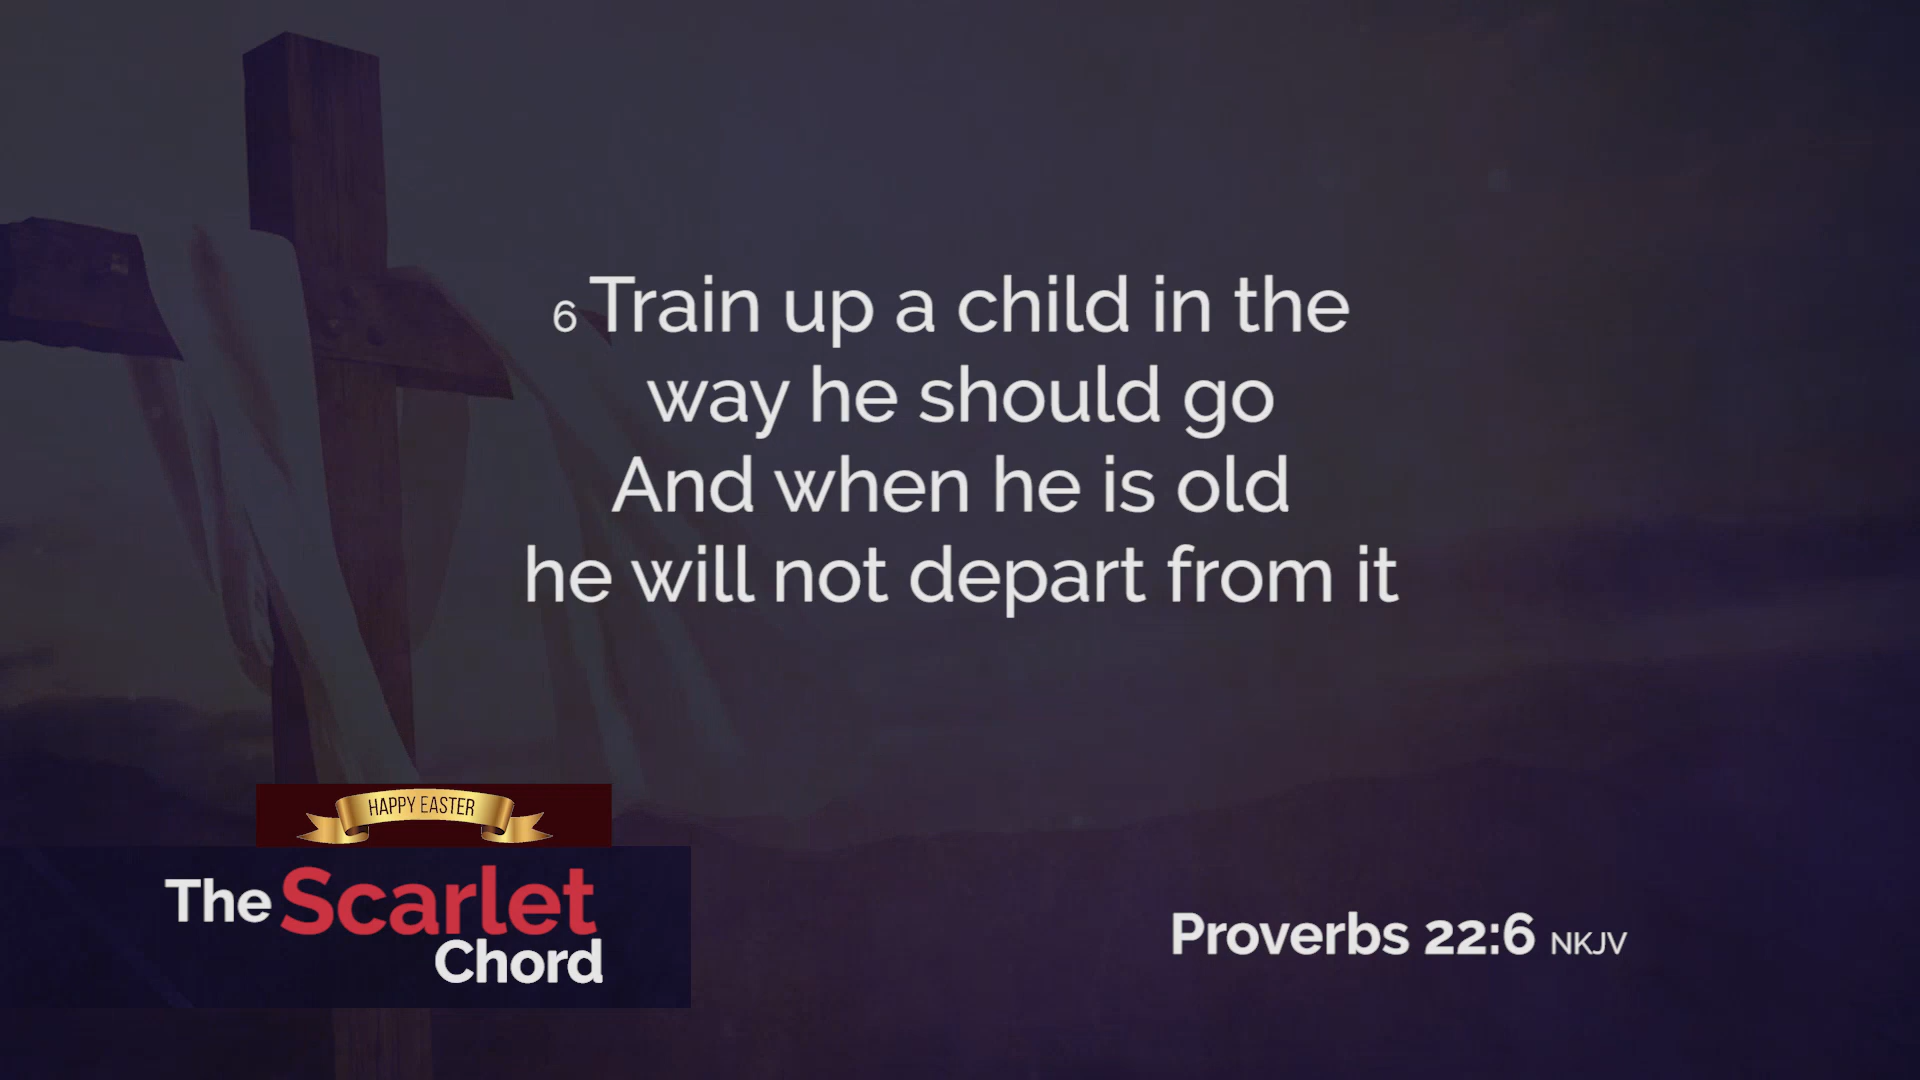 6 Train up a child in the
way he should go
And when he is old
he will not depart from it
HAPPY EASTER
The Scarlet
Chord
Proverbs 22:6 NKJV